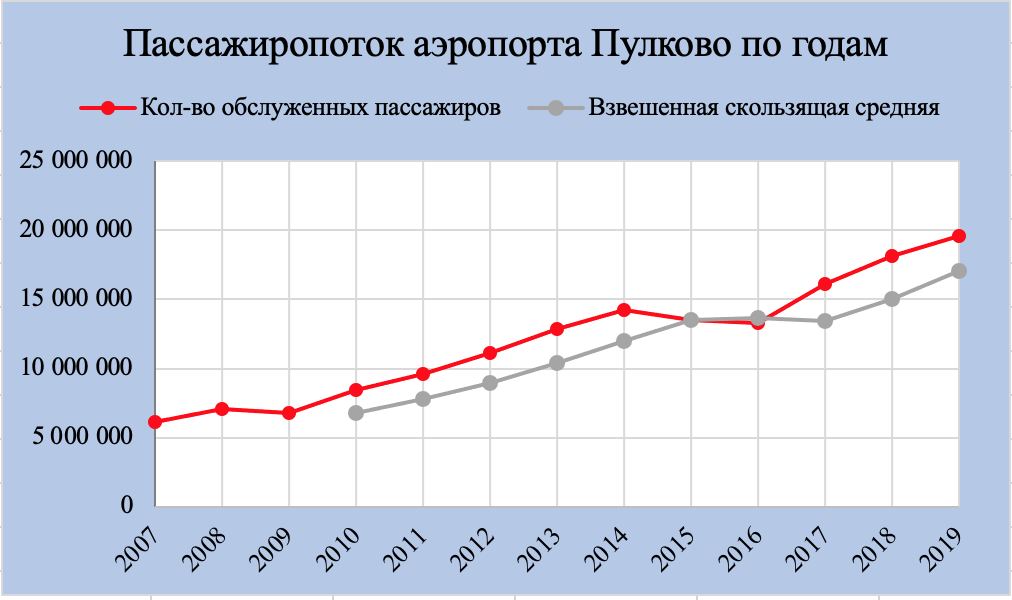 Пассажиропоток аэропорта Пулково по годам
Кол-во обслуженных пассажиров
Взвешенная скользящая средняя
25 000 000
20 000 000
15 000 000
10 000 000
5 000 000
0
2007
2008
2009
2010
2011
2012
2013
2014
2015
2016
2017
2018
2019